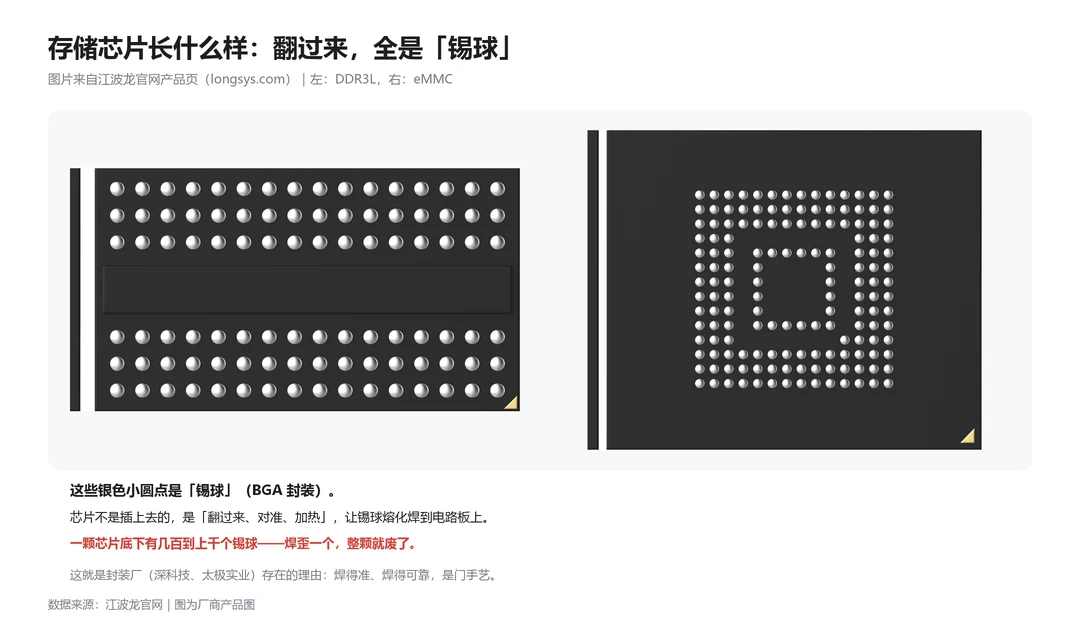 存储芯片长什么样：翻过来，全是「锡球」
图片来自江波龙官网产品页（longsys.com）｜左：DDR3L，右：eMMC
这些银色小圆点是「锡球」（BGA 封装）。
芯片不是插上去的，是「翻过来、对准、加热」，让锡球熔化焊到电路板上。
一颗芯片底下有几百到上千个锡球——焊歪一个，整颗就废了。
这就是封装厂（深科技、太极实业）存在的理由：焊得准、焊得可靠，是门手艺。
数据来源：江波龙官网｜图为厂商产品图